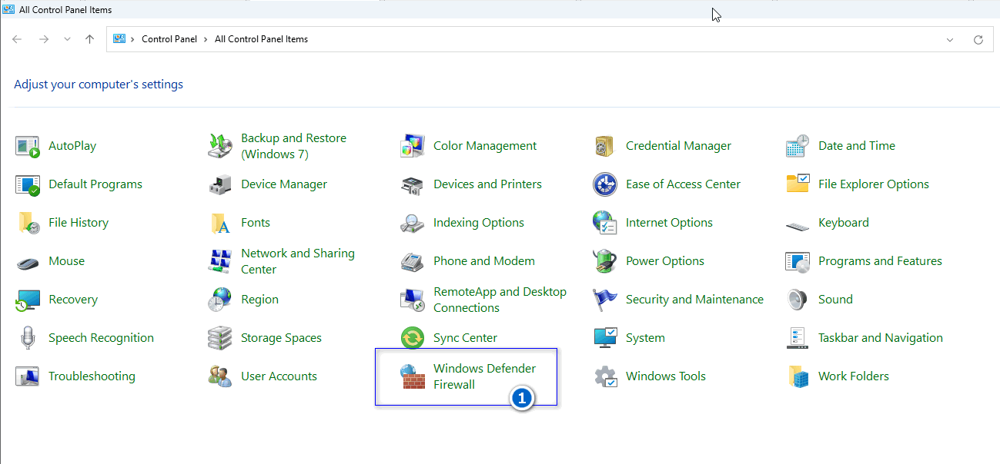 All Control Panel Items
Control Panel > All Control Panel Items
Adjust your computer's settings
AutoPlay
Backup and Restore
(Windows 7)
Color Management
Credential Manager
Date and Time
Default Programs
Device Manager
Devices and Printers
Ease of Access Center
File Explorer Options
File History
Fonts
Indexing Options
Internet Options
Keyboard
Mouse
Network and Sharing
Center
Phone and Modem
Power Options
Programs and Features
Recovery
Region
RemoteApp and Desktop
Connections
Security and Maintenance
Sound
Speech Recognition
Storage Spaces
Sync Center
System
Taskbar and Navigation
Troubleshooting
User Accounts
Windows Defender
Firewall
1
Windows Tools
Work Folders